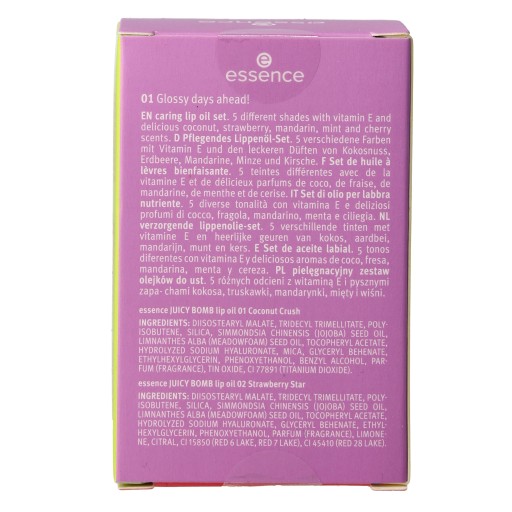 essence
essence
01 Glossy days ahead!
EN caring lip oil set. 5 different shades with vitamin E and
delicious coconut, strawberry, mandarin, mint and cherry
scents. D Pflegendes Lippenöl-Set. 5 verschiedene Farben
mit Vitamin E und den leckeren Düften von Kokosnuss,
Erdbeere, Mandarine, Minze und Kirsche. F Set de huile à
lèvres bienfaisante. 5 teintes différentes avec de la
vitamine E et de délicieux parfums de coco, de fraise, de
mandarine, de menthe et de cerise. IT Set di olio per labbra
nutriente. 5 diverse tonalità con vitamina E e deliziosi
profumi di cocco, fragola, mandarino, menta e ciliegia. NL
verzorgende lippenolie-set. 5 verschillende tinten met
vitamine E en heerlijke geuren van kokos, aardbei,
mandarijn, munt en kers. E Set de aceite labial. 5 tonos
diferentes con vitamina E y deliciosos aromas de coco, fresa,
mandarina, menta y cereza. PL pielęgnacyjny zestaw
olejków do ust. 5 różnych odcieni z witaminą E i pysznymi
zapa- chami kokosa, truskawki, mandarynki, mięty i wiśni.
essence JUICY BOMB lip oil 01 Coconut Crush
INGREDIENTS: DIISOSTEARYL MALATE, TRIDECYL TRIMELLITATE, POLY-
ISOBUTENE, SILICA, SIMMONDSIA CHINENSIS (JOJOBA) SEED OIL,
LIMNANTHES ALBA (MEADOWFOAM) SEED OIL, TOCOPHERYL ACETATE,
HYDROLYZED SODIUM HYALURONATE, MICA, GLYCERYL BEHENATE,
ETHYLHEXYLGLYCERIN, PHENOXYETHANOL, BENZYL ALCOHOL, PAR-
FUM (FRAGRANCE), TIN OXIDE, CI 77891 (TITANIUM DIOXIDE).
essence JUICY BOMB lip oil 02 Strawberry Star
INGREDIENTS: DIISOSTEARYL MALATE, TRIDECYL TRIMELLITATE, POLY-
ISOBUTENE, SILICA, SIMMONDSIA CHINENSIS (JOJOBA) SEED OIL,
LIMNANTHES ALBA (MEADOWFOAM) SEED OIL, TOCOPHERYL ACETATE,
HYDROLYZED SODIUM HYALURONATE, GLYCERYL BEHENATE, ETHYL-
HEXYLGLYCERIN, PHENOXYETHANOL, PARFUM (FRAGRANCE), LIMONE-
NE, CITRAL, CI 15850 (RED 6 LAKE, RED 7 LAKE), CI 45410 (RED 28 LAKE).